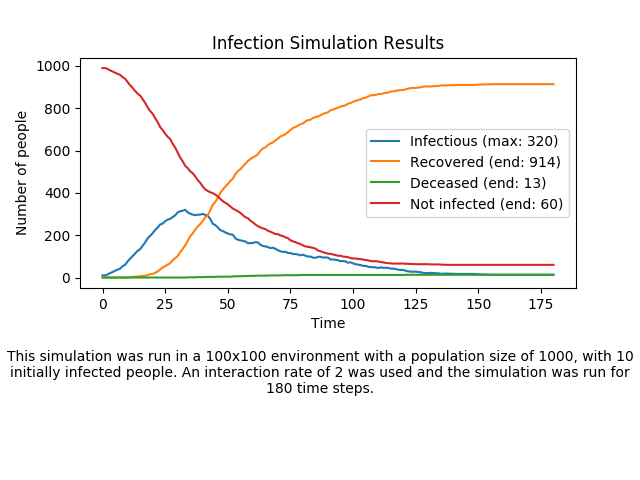 Infection Simulation Results
1000
800
600
400
200
0
Number of people
Infectious (max: 320)
Recovered (end: 914)
Deceased (end: 13)
Not infected (end: 60)
0 25 50 75 100 125 150 175
Time
This simulation was run in a 100x100 environment with a population size of 1000, with 10
initially infected people. An interaction rate of 2 was used and the simulation was run for
180 time steps.